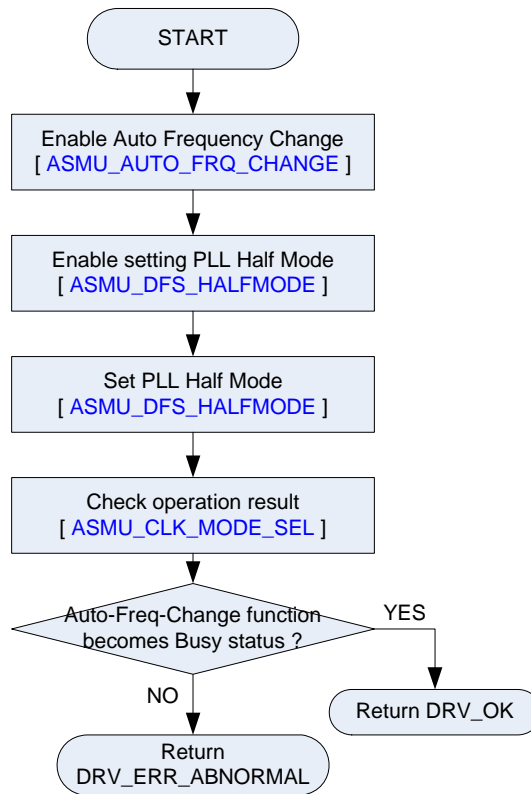 START
Enable Auto Frequency Change
[ ASMU_AUTO_FRQ_CHANGE ]
Enable setting PLL Half Mode
[ ASMU_DFS_HALFMODE ]
Set PLL Half Mode
[ ASMU_DFS_HALFMODE ]
Check operation result
[ ASMU_CLK_MODE_SEL ]
Auto-Freq-Change function
becomes Busy status ?
YES
NO
Return DRV_OK
Return
DRV_ERR_ABNORMAL